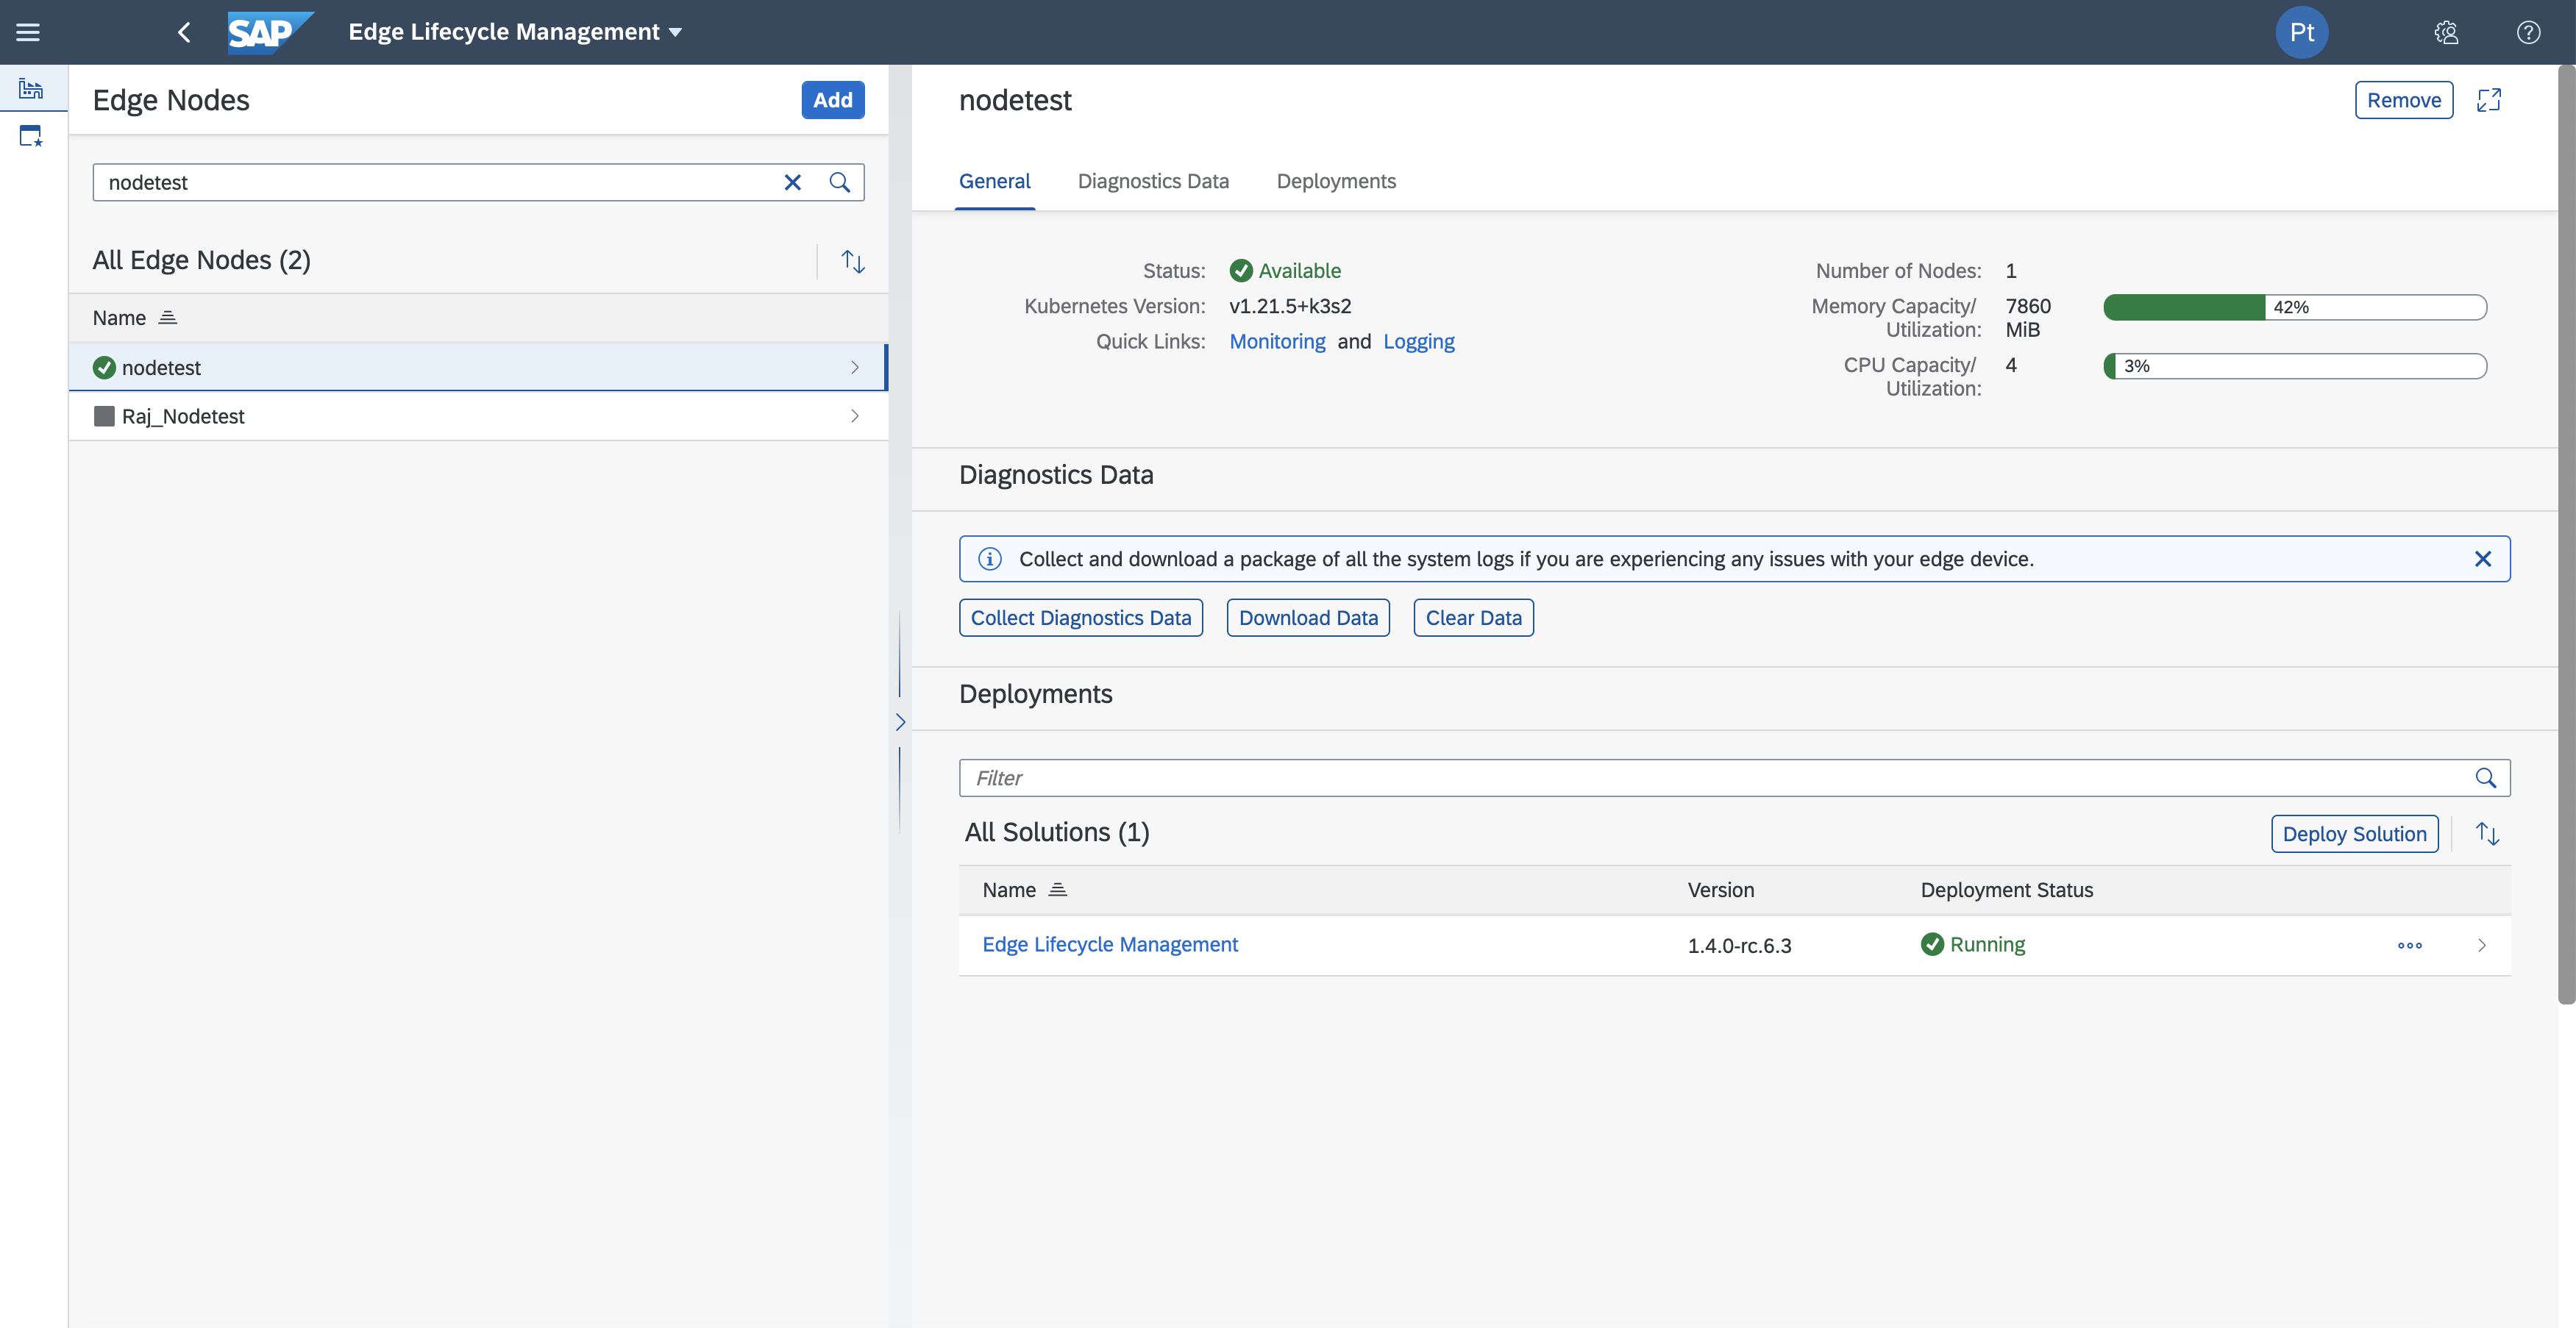 SAP
Edge Lifecycle Management
Pt
Edge Nodes
Add
nodetest
All Edge Nodes (2)
Name
nodetest
Raj_Nodetest
nodetest
Remove
General
Diagnostics Data
Deployments
Status: Available
Kubernetes Version: v1.21.5+k3s2
Quick Links: Monitoring and Logging
Number of Nodes: 1
Memory Capacity/ 7860 42%
Utilization: MiB
CPU Capacity/ 4 3%
Utilization:
Diagnostics Data
Collect and download a package of all the system logs if you are experiencing any issues with your edge device.
Collect Diagnostics Data
Download Data
Clear Data
Deployments
Filter
All Solutions (1)
Deploy Solution
Name Version Deployment Status
Edge Lifecycle Management 1.4.0-rc.6.3 Running